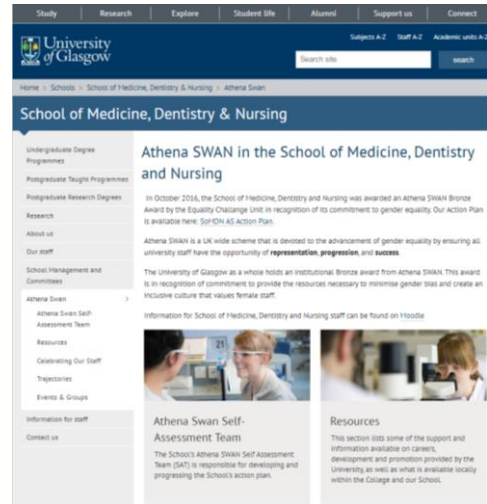 Study Research Explore Student life Alumni Support us Connect
University
of Glasgow
Subjects A-Z Staff A-Z Academic units A-Z
Search site search
Home > Schools > School of Medicine, Dentistry & Nursing > Athena Swan
School of Medicine, Dentistry & Nursing
Undergraduate Degree
Programmes
Postgraduate Taught Programmes
Postgraduate Research Degrees
Research
About us
Our staff
School Management and
Committees
Athena Swan >
Athena Swan Self-
Assessment Team
Resources
Celebrating Our Staff
Trajectories
Events & Groups
Information for staff
Contact us
Athena SWAN in the School of Medicine, Dentistry
and Nursing
In October 2016, the School of Medicine, Dentistry and Nursing was awarded an Athena SWAN Bronze
Award by the Equality Challange Unit in recognition of its commitment to gender equality. Our Action Plan
is available here: SoMDN AS Action Plan.
Athena SWAN is a UK wide scheme that is devoted to the advancement of gender equality by ensuring all
university staff have the opportunity of representation, progression, and success.
The University of Glasgow as a whole holds an institutional Bronze award from Athena SWAN. This award
is in recognition of commitment to provide the resources necessary to minimise gender bias and create an
inclusive culture that values female staff.
Information for School of Medicine, Dentistry and Nursing staff can be found on Moodle
21
Athena Swan Self-
Assessment Team
The School's Athena SWAN Self Assessment
Team (SAT) is responsible for developing and
progressing the School's action plan.
Resources
This section lists some of the support and
information available on careers,
development and promotion provided by the
University, as well as what is available locally
within the College and our School.